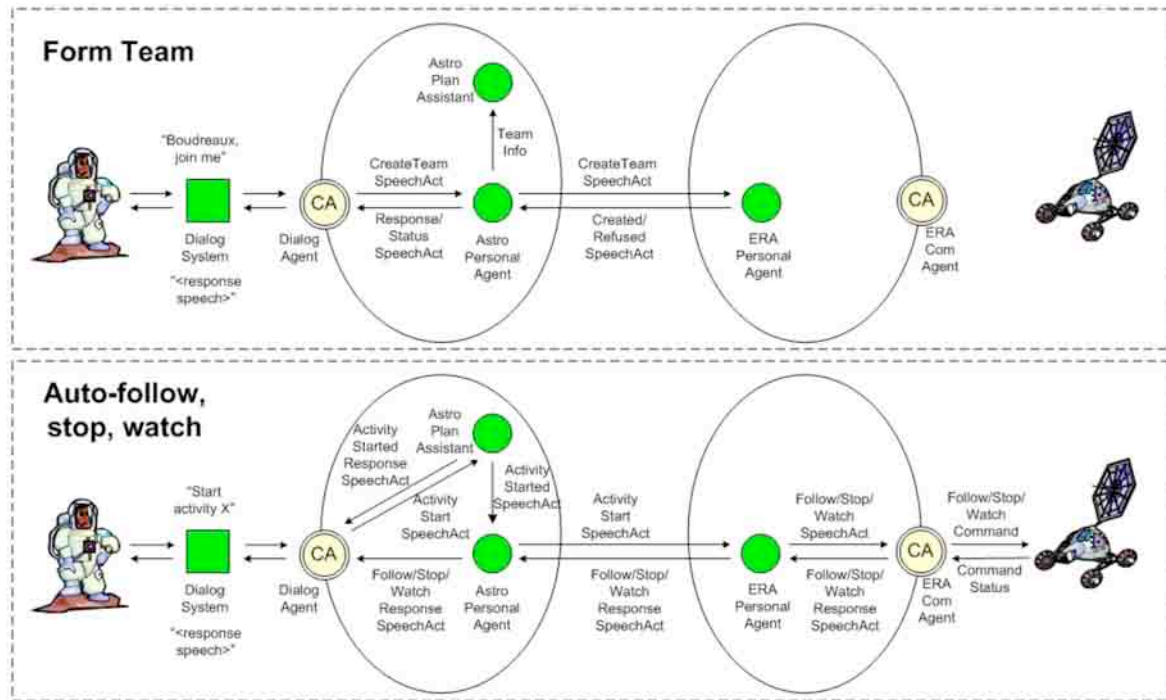 Form Team
Astro
Plan
Assistant
"Boudreaux,
join me"
Team
Info
CreateTeam
SpeechAct
CreateTeam
SpeechAct
CA
CA
Dialog
System
Dialog
Agent
Response/
Status
SpeechAct
Astro
Personal
Agent
Created/
Refused
SpeechAct
ERA
Personal
Agent
ERA
Com
Agent
"<response
speech>"
Auto-follow,
stop, watch
Activity
Started
Response
SpeechAct
Astro
Plan
Assistant
Activity
Started
SpeechAct
"Start
activity X"
Activity
Start
SpeechAct
Activity
Start
SpeechAct
Follow/Stop/
Watch
SpeechAct
Follow/Stop/
Watch
Command
CA
CA
Dialog
System
Dialog
Agent
Follow/Stop/
Watch
Response
SpeechAct
Astro
Personal
Agent
Follow/Stop/
Watch
Response
SpeechAct
ERA
Personal
Agent
Follow/Stop/
Watch
Response
SpeechAct
ERA
Com
Agent
Command
Status
"<response
speech>"